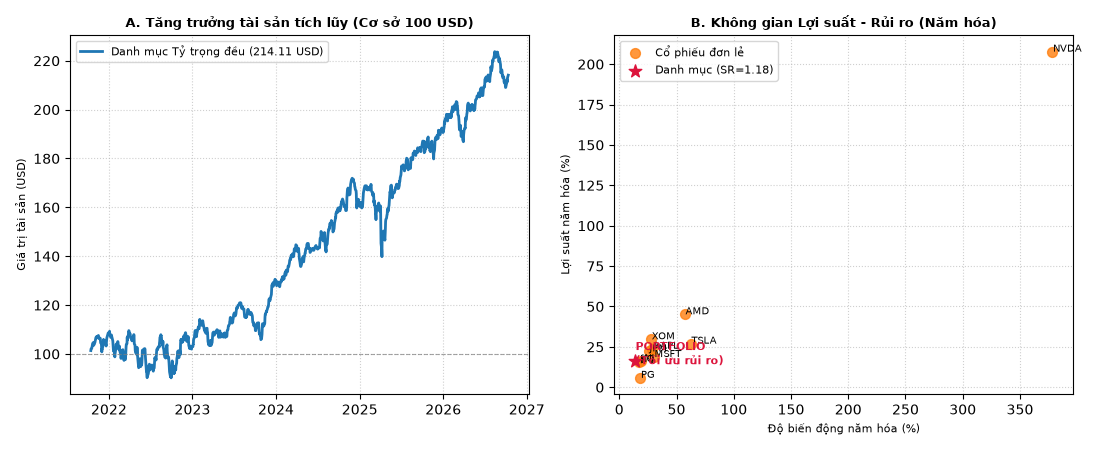 A. Tăng trưởng tài sản tích lũy (Cơ sở 100 USD)
Danh mục Tỷ trọng đều (214.11 USD)
Giá trị tài sản (USD)
220
200
180
160
140
120
100
2022
2023
2024
2025
2026
2027
B. Không gian Lợi suất - Rủi ro (Năm hóa)
Cổ phiếu đơn lẻ
Danh mục (SR=1.18)
Lợi suất năm hóa (%)
200
175
150
125
100
75
50
25
0
NVDA
AMD
XOM
TSLA
PORTFOLIO
MSFT
ưu rủi ro)
PG
0
50
100
150
200
250
300
350
Độ biến động năm hóa (%)